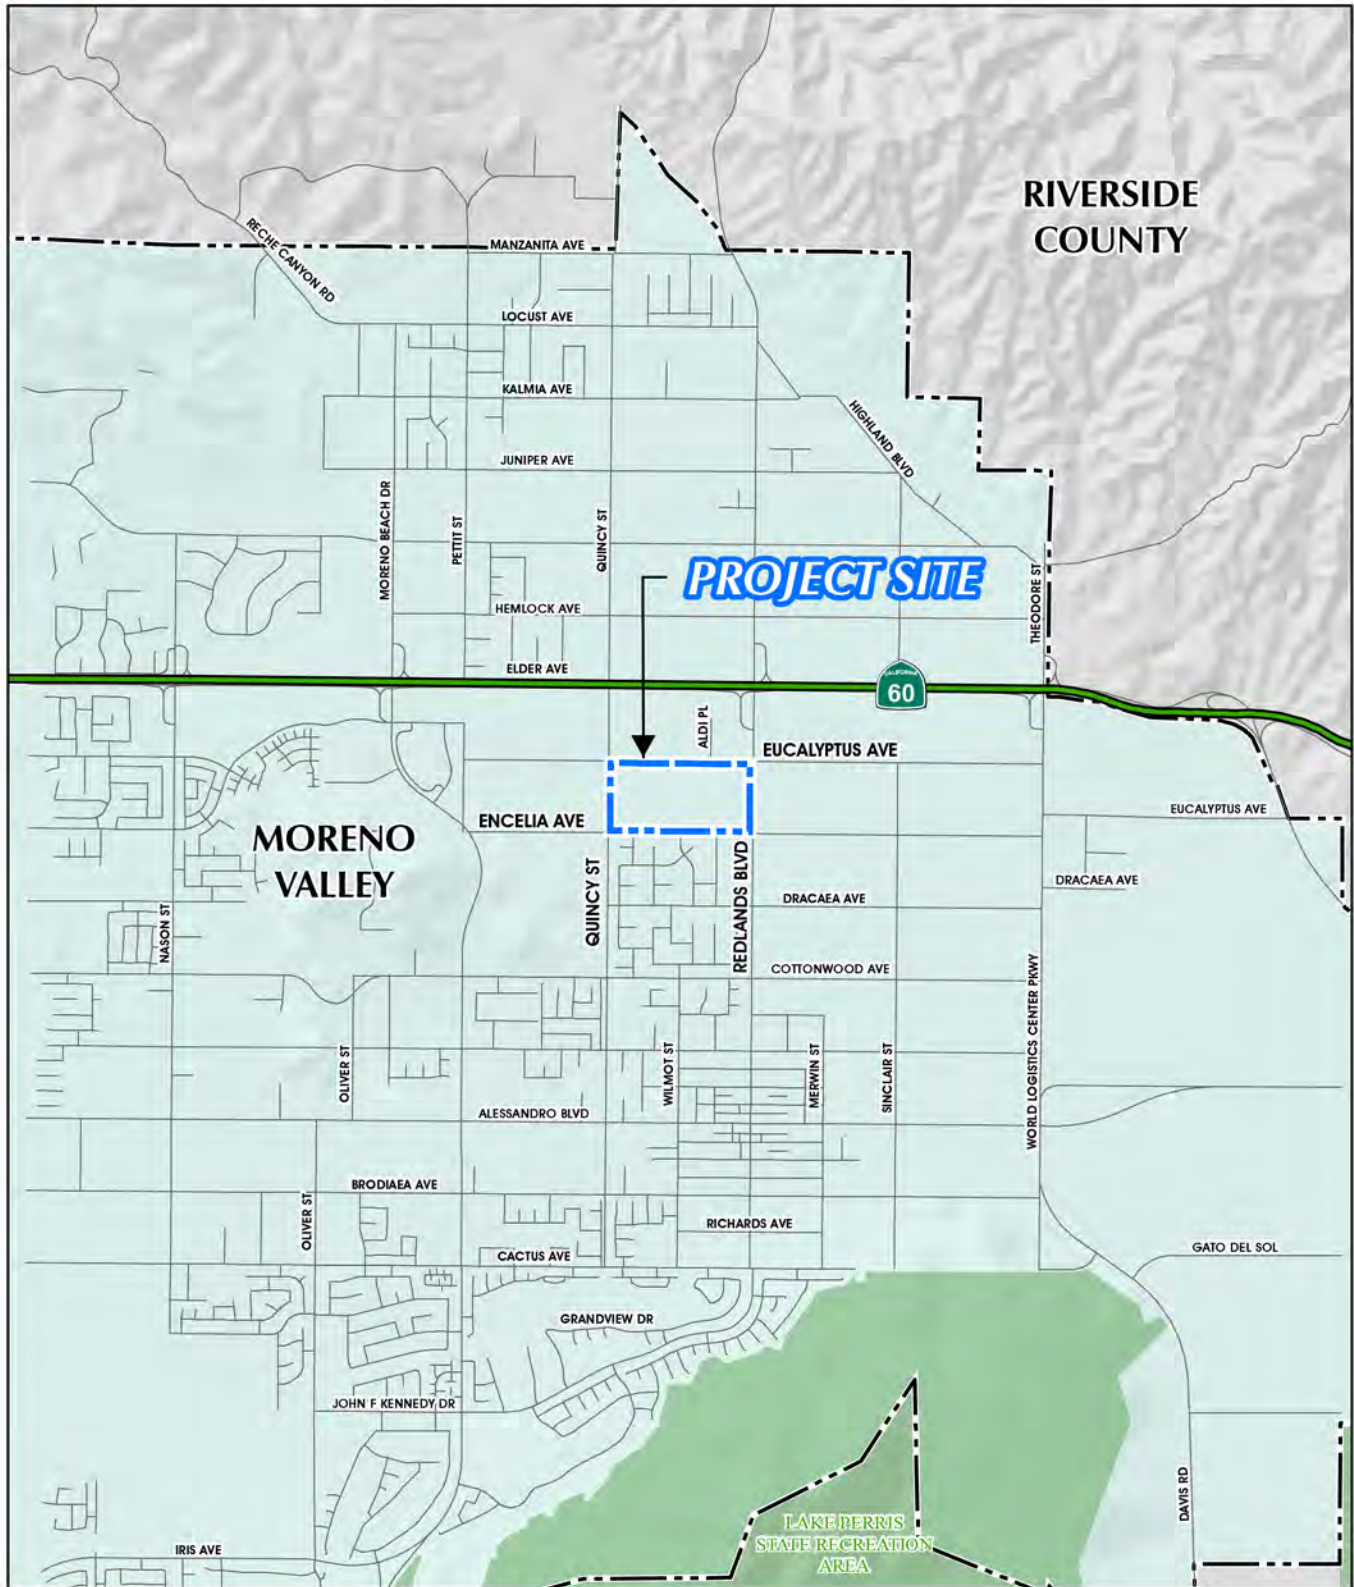 RIVERSIDE
COUNTY
RECHE CANYON RD
MANZANITA AVE
LOCUST AVE
KALMIA AVE
HIGHLAND BLVD
JUNIPER AVE
MORENO BEACH DR
PETTIT ST
QUINCY ST
PROJECT SITE
THEODORE ST
HEMLOCK AVE
ELDER AVE
CALIFORNIA
60
ALDI PL
EUCALYPTUS AVE
EUCALYPTUS AVE
ENCELIA AVE
MORENO
VALLEY
QUINCY ST
REDLANDS BLVD
DRACAEA AVE
DRACAEA AVE
NASON ST
COTTONWOOD AVE
WORLD LOGISTICS CENTER PKWY
OLIVER ST
WILMOT ST
MERWIN ST
SINCLAIR ST
ALESSANDRO BLVD
BRODIAEA AVE
OLIVER ST
RICHARDS AVE
CACTUS AVE
GATO DEL SOL
GRANDVIEW DR
JOHN F KENNEDY DR
DAVIS RD
LAKE PERRIS
STATE RECREATION
AREA
IRIS AVE